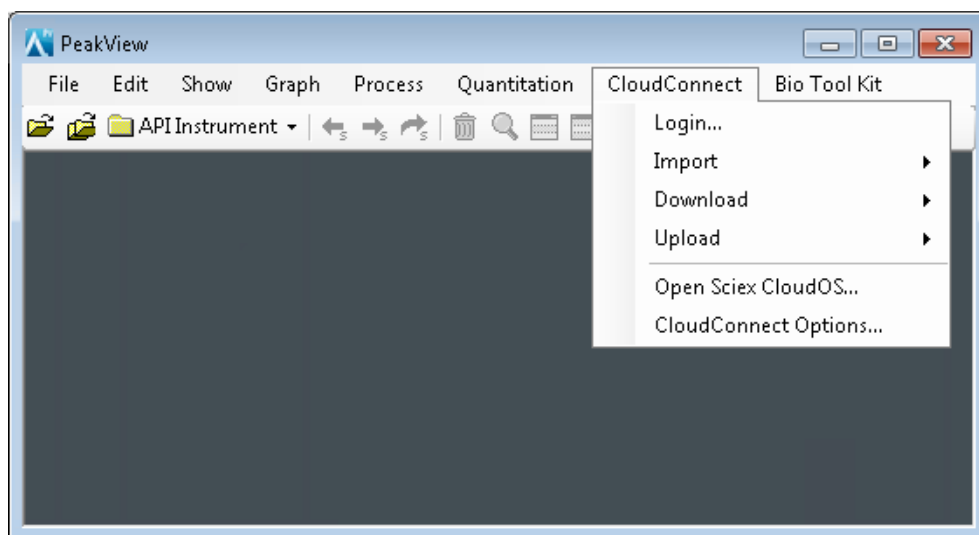 PeakView
File Edit Show Graph Process Quantitation CloudConnect Bio Tool Kit
API Instrument
s s s
Login...
Import
Download
Upload
Open Sciex CloudOS...
CloudConnect Options...